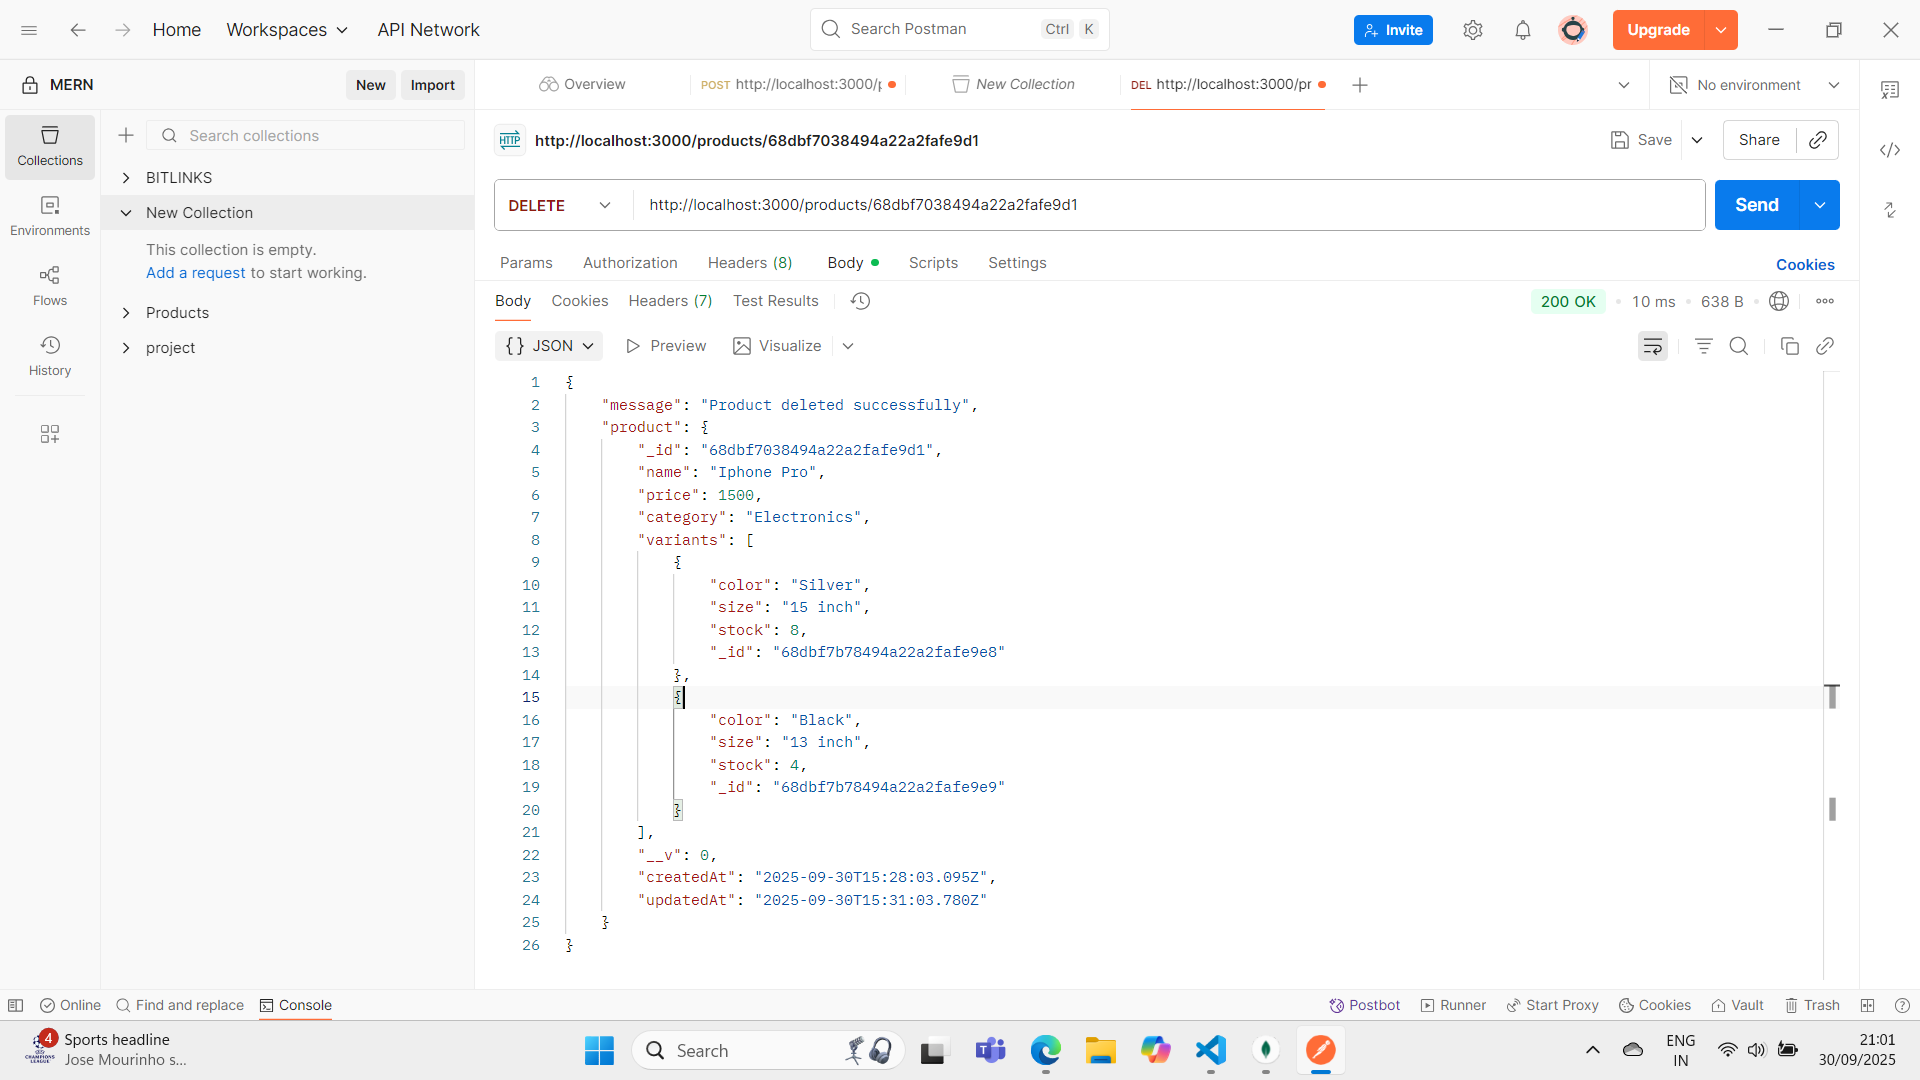 Home
Workspaces
API Network
Search Postman
Ctrl
K
Invite
Upgrade
MERN
New
Import
Overview
POST http://localhost:3000/p
New Collection
DEL http://localhost:3000/pr
No environment
Collections
Environments
Flows
History
Search collections
BITLINKS
New Collection
This collection is empty.
Add a request to start working.
Products
project
HTTP
http://localhost:3000/products/68dbf7038494a22a2fafe9d1
Save
Share
DELETE
http://localhost:3000/products/68dbf7038494a22a2fafe9d1
Send
Params
Authorization
Headers (8)
Body
Scripts
Settings
Cookies
Body
Cookies
Headers (7)
Test Results
200 OK
10 ms
638 B
{} JSON
Preview
Visualize
1 {
2 "message": "Product deleted successfully",
3 "product": {
4 "_id": "68dbf7038494a22a2fafe9d1",
5 "name": "Iphone Pro",
6 "price": 1500,
7 "category": "Electronics",
8 "variants": [
9 {
10 "color": "Silver",
11 "size": "15 inch",
12 "stock": 8,
13 "_id": "68dbf7b78494a22a2fafe9e8"
14 },
15 {
16 "color": "Black",
17 "size": "13 inch",
18 "stock": 4,
19 "_id": "68dbf7b78494a22a2fafe9e9"
20 }
21 ],
22 "__v": 0,
23 "createdAt": "2025-09-30T15:28:03.095Z",
24 "updatedAt": "2025-09-30T15:31:03.780Z"
25 }
26 }
Online
Find and replace
Console
Postbot
Runner
Start Proxy
Cookies
Vault
Trash
4
Sports headline
Jose Mourinho s...
Search
ENG
IN
21:01
30/09/2025